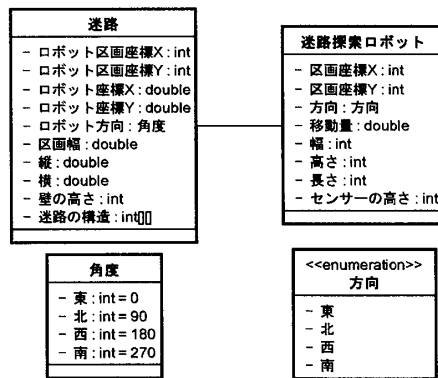 迷路
- ロボット区画座標X : int
- ロボット区画座標Y : int
- ロボット座標X : double
- ロボット座標Y : double
- ロボット方向 : 角度
- 区画幅 : double
- 縦 : double
- 横 : double
- 壁の高さ : int
- 迷路の構造 : int[][]
迷路探索ロボット
- 区画座標X : int
- 区画座標Y : int
- 方向 : 方向
- 移動量 : double
- 幅 : int
- 高さ : int
- 長さ : int
- センサーの高さ : int
角度
- 東 : int = 0
- 北 : int = 90
- 西 : int = 180
- 南 : int = 270
<<enumeration>>
方向
- 東
- 北
- 西
- 南